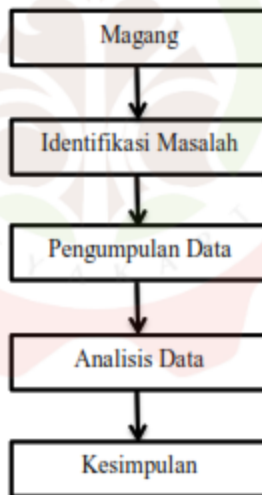 Magang
Identifikasi Masalah
Pengumpulan Data
Analisis Data
Kesimpulan